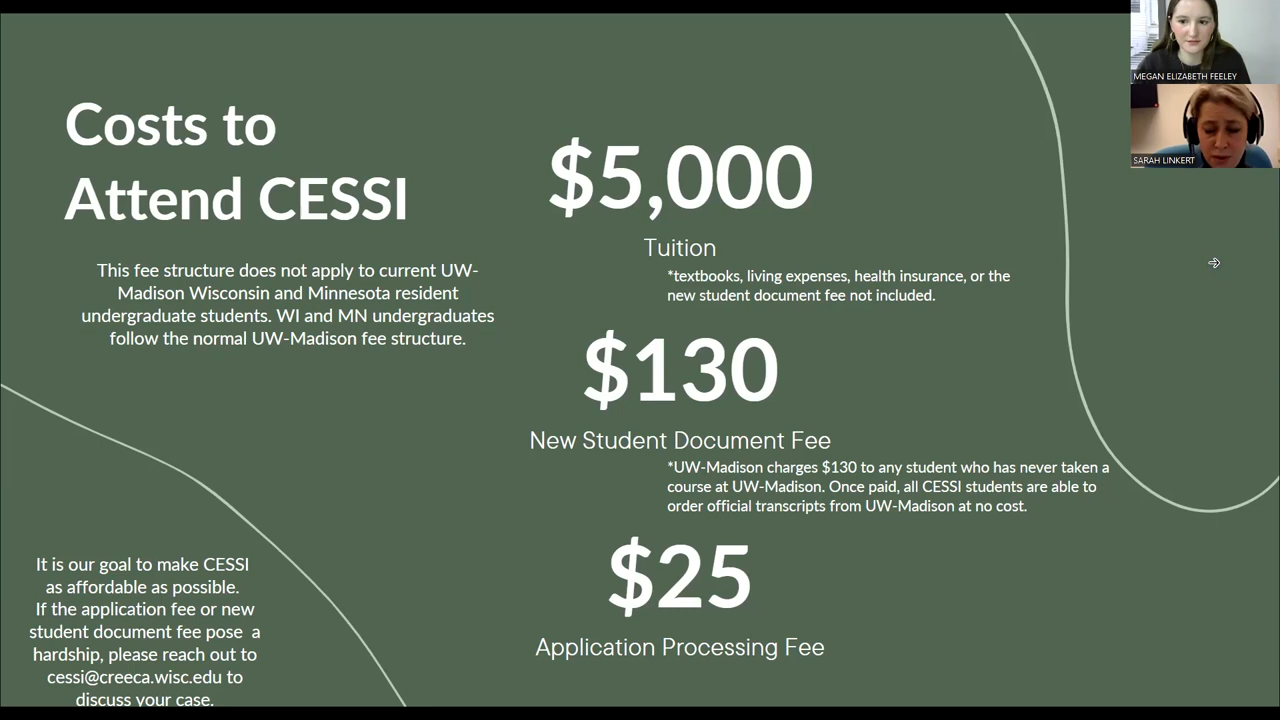 Costs to
Attend CESSI
This fee structure does not apply to current UW-
Madison Wisconsin and Minnesota resident
undergraduate students. WI and MN undergraduates
follow the normal UW-Madison fee structure.
It is our goal to make CESSI
as affordable as possible.
If the application fee or new
student document fee pose a
hardship, please reach out to
cessi@creeca.wisc.edu to
discuss your case.
$5,000
Tuition
*textbooks, living expenses, health insurance, or the
new student document fee not included.
$130
New Student Document Fee
*UW-Madison charges $130 to any student who has never taken a
course at UW-Madison. Once paid, all CESSI students are able to
order official transcripts from UW-Madison at no cost.
$25
Application Processing Fee
MEGAN ELIZABETH FEELEY
SARAH LINKERT